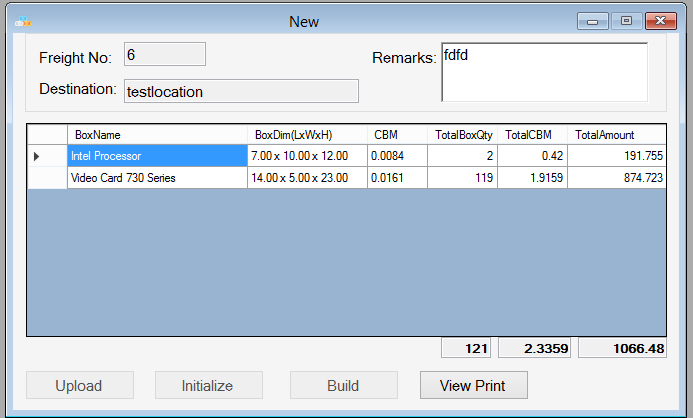 New
Freight No: 6 Remarks: fdfd
Destination: testlocation
BoxName BoxDim(LxWxH) CBM TotalBoxQty TotalCBM TotalAmount
Intel Processor 7.00 x 10.00 x 12.00 0.0084 2 0.42 191.755
Video Card 730 Series 14.00 x 5.00 x 23.00 0.0161 119 1.9159 874.723
121 2.3359 1066.48
Upload Initialize Build View Print